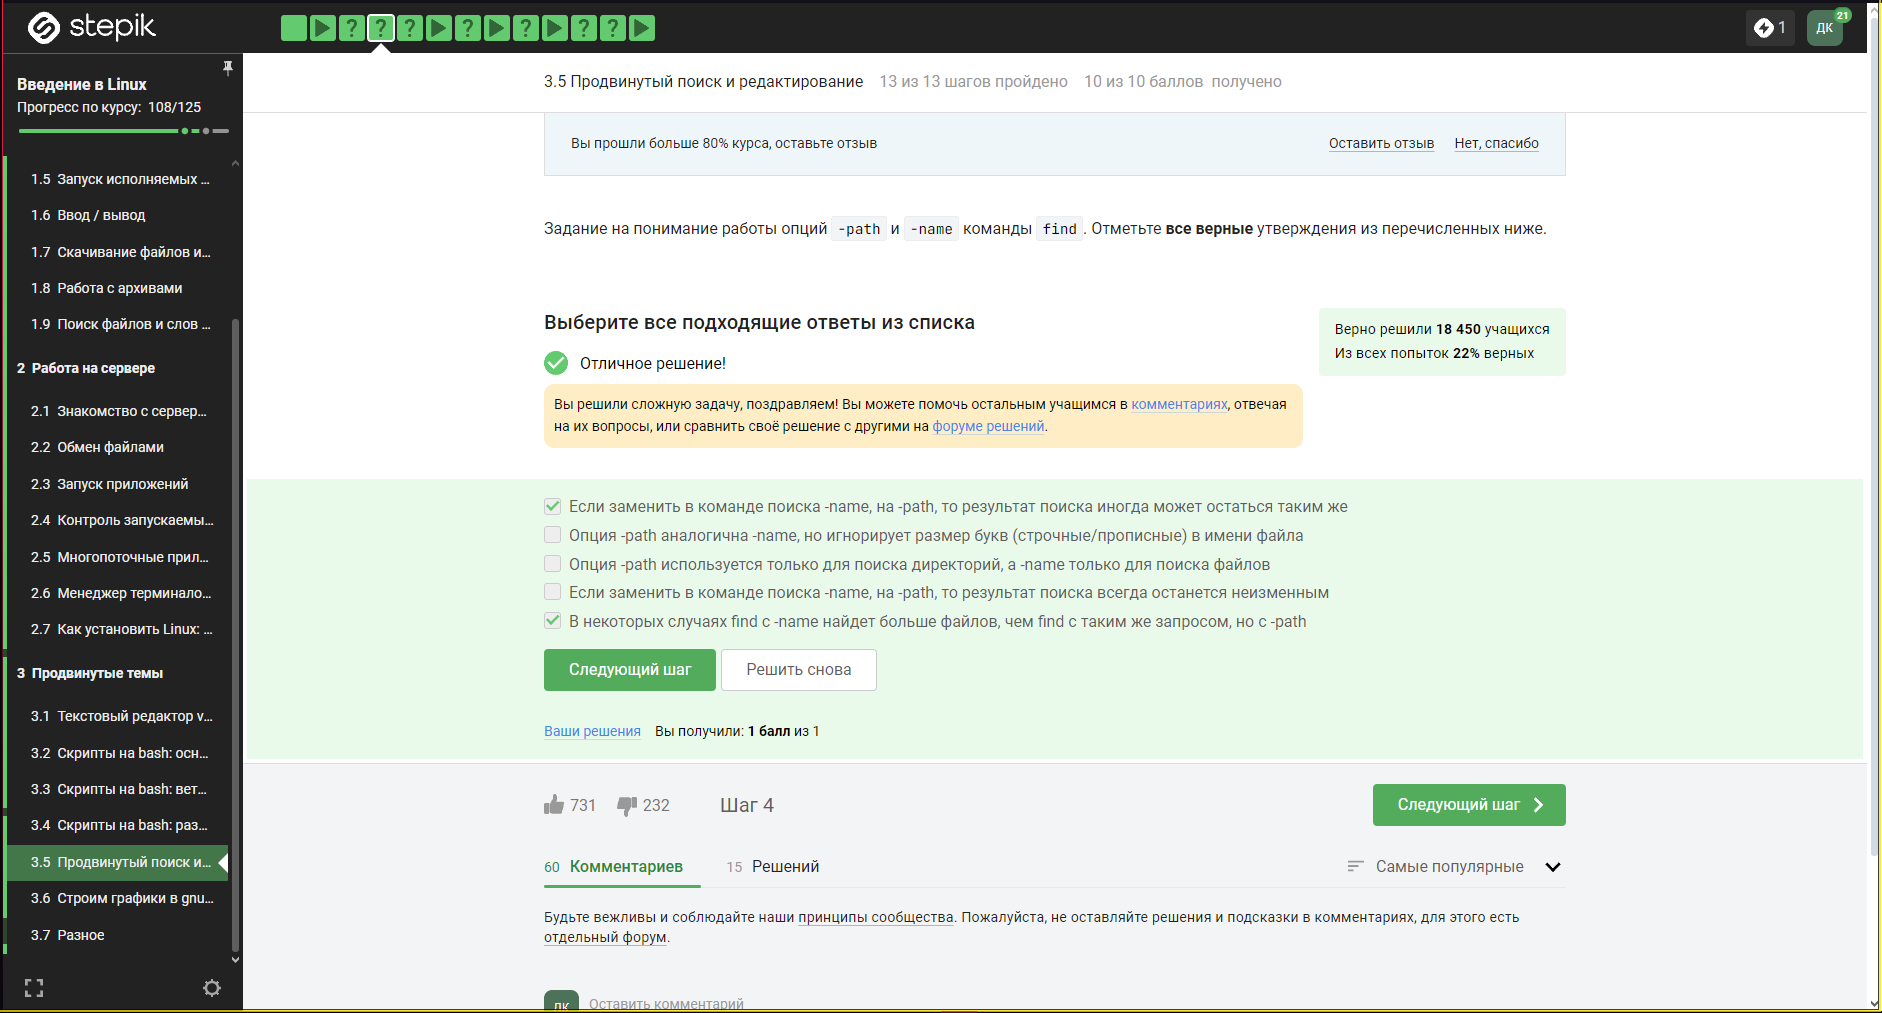 stepik
? ? ? ? ? ? ?
1
ДК
21
Введение в Linux
Прогресс по курсу: 108/125
1.5 Запуск исполняемых ...
1.6 Ввод / вывод
1.7 Скачивание файлов и...
1.8 Работа с архивами
1.9 Поиск файлов и слов ...
2 Работа на сервере
2.1 Знакомство с сервер...
2.2 Обмен файлами
2.3 Запуск приложений
2.4 Контроль запускаемы...
2.5 Многопоточные прил...
2.6 Менеджер терминало...
2.7 Как установить Linux: ...
3 Продвинутые темы
3.1 Текстовый редактор v...
3.2 Скрипты на bash: осн...
3.3 Скрипты на bash: вет...
3.4 Скрипты на bash: раз...
3.5 Продвинутый поиск и...
3.6 Строим графики в gnu...
3.7 Разное
3.5 Продвинутый поиск и редактирование 13 из 13 шагов пройдено 10 из 10 баллов получено
Вы прошли больше 80% курса, оставьте отзыв Оставить отзыв Нет, спасибо
Задание на понимание работы опций -path и -name команды find. Отметьте все верные утверждения из перечисленных ниже.
Выберите все подходящие ответы из списка
Верно решили 18 450 учащихся
Из всех попыток 22% верных
Отличное решение!
Вы решили сложную задачу, поздравляем! Вы можете помочь остальным учащимся в комментариях, отвечая
на их вопросы, или сравнить своё решение с другими на форуме решений.
Если заменить в команде поиска -name, на -path, то результат поиска иногда может остаться таким же
Опция -path аналогична -name, но игнорирует размер букв (строчные/прописные) в имени файла
Опция -path используется только для поиска директорий, а -name только для поиска файлов
Если заменить в команде поиска -name, на -path, то результат поиска всегда останется неизменным
В некоторых случаях find с -name найдет больше файлов, чем find с таким же запросом, но с -path
Следующий шаг Решить снова
Ваши решения Вы получили: 1 балл из 1
731 232 Шаг 4 Следующий шаг
60 Комментариев 15 Решений Самые популярные
Будьте вежливы и соблюдайте наши принципы сообщества. Пожалуйста, не оставляйте решения и подсказки в комментариях, для этого есть
отдельный форум.
ДК Оставить комментарий